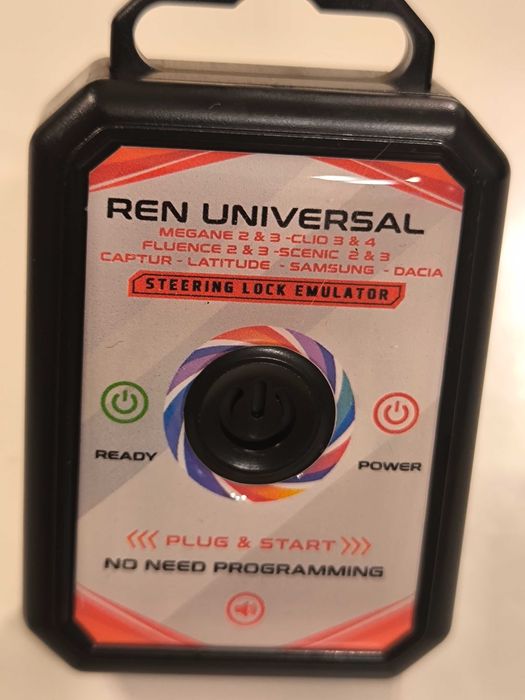 REN UNIVERSAL
MEGANE 2 & 3 -CLIO 3 & 4
FLUENCE 2 & 3 -SCENIC 2 & 3
CAPTUR - LATITUDE - SAMSUNG - DACIA
STEERING LOCK EMULATOR
READY
POWER
<<< PLUG & START >>>
NO NEED PROGRAMMING